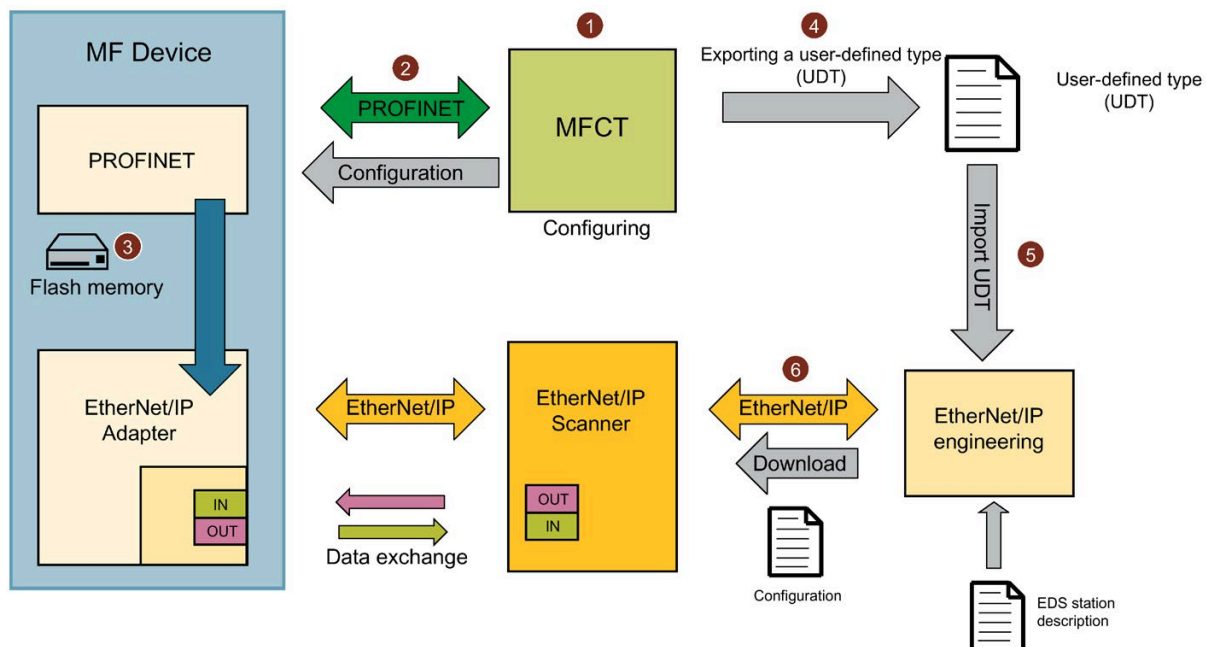 1
4
MF Device
2
Exporting a user-defined type
(UDT)
User-defined type
(UDT)
PROFINET
MFCT
PROFINET
Configuration
Configuring
3
Flash memory
Import UDT
5
6
EtherNet/IP
Adapter
EtherNet/IP
EtherNet/IP
Scanner
EtherNet/IP
EtherNet/IP
engineering
Download
IN
OUT
OUT
IN
Data exchange
Configuration
EDS station
description